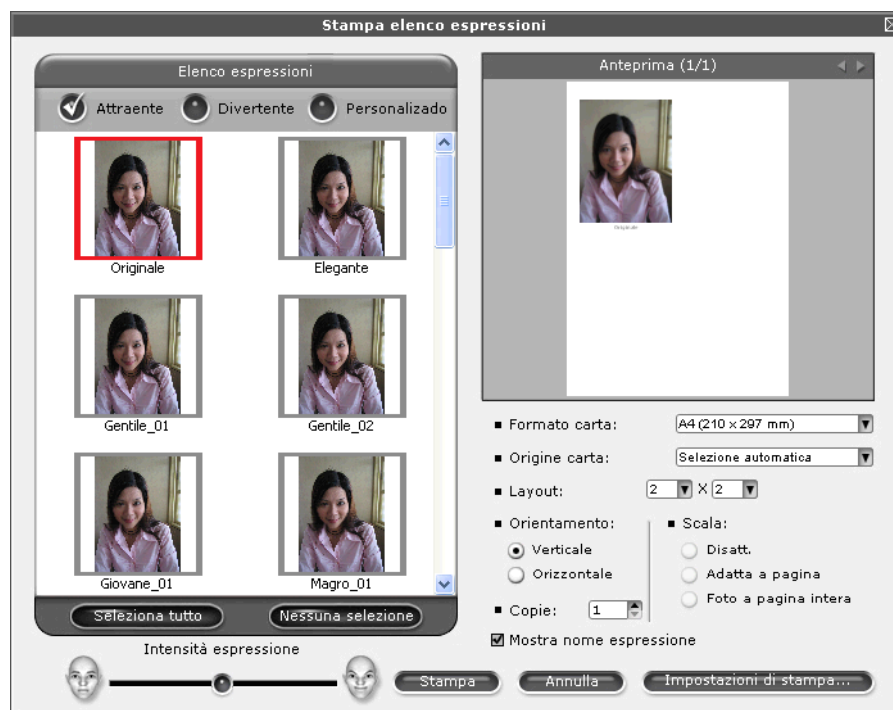 Stampa elenco espressioni
Elenco espressioni
Attraente
Divertente
Personalizado
Originale
Elegante
Gentile_01
Gentile_02
Giovane_01
Magro_01
Seleziona tutto
Nessuna selezione
Intensità espressione
Anteprima (1/1)
Originale
Formato carta:
A4 (210 x 297 mm)
Origine carta:
Selezione automatica
Layout:
2 X 2
Orientamento:
Verticale
Orizzontale
Scala:
Disatt.
Adatta a pagina
Foto a pagina intera
Copie:
1
Mostra nome espressione
Stampa
Annulla
Impostazioni di stampa...